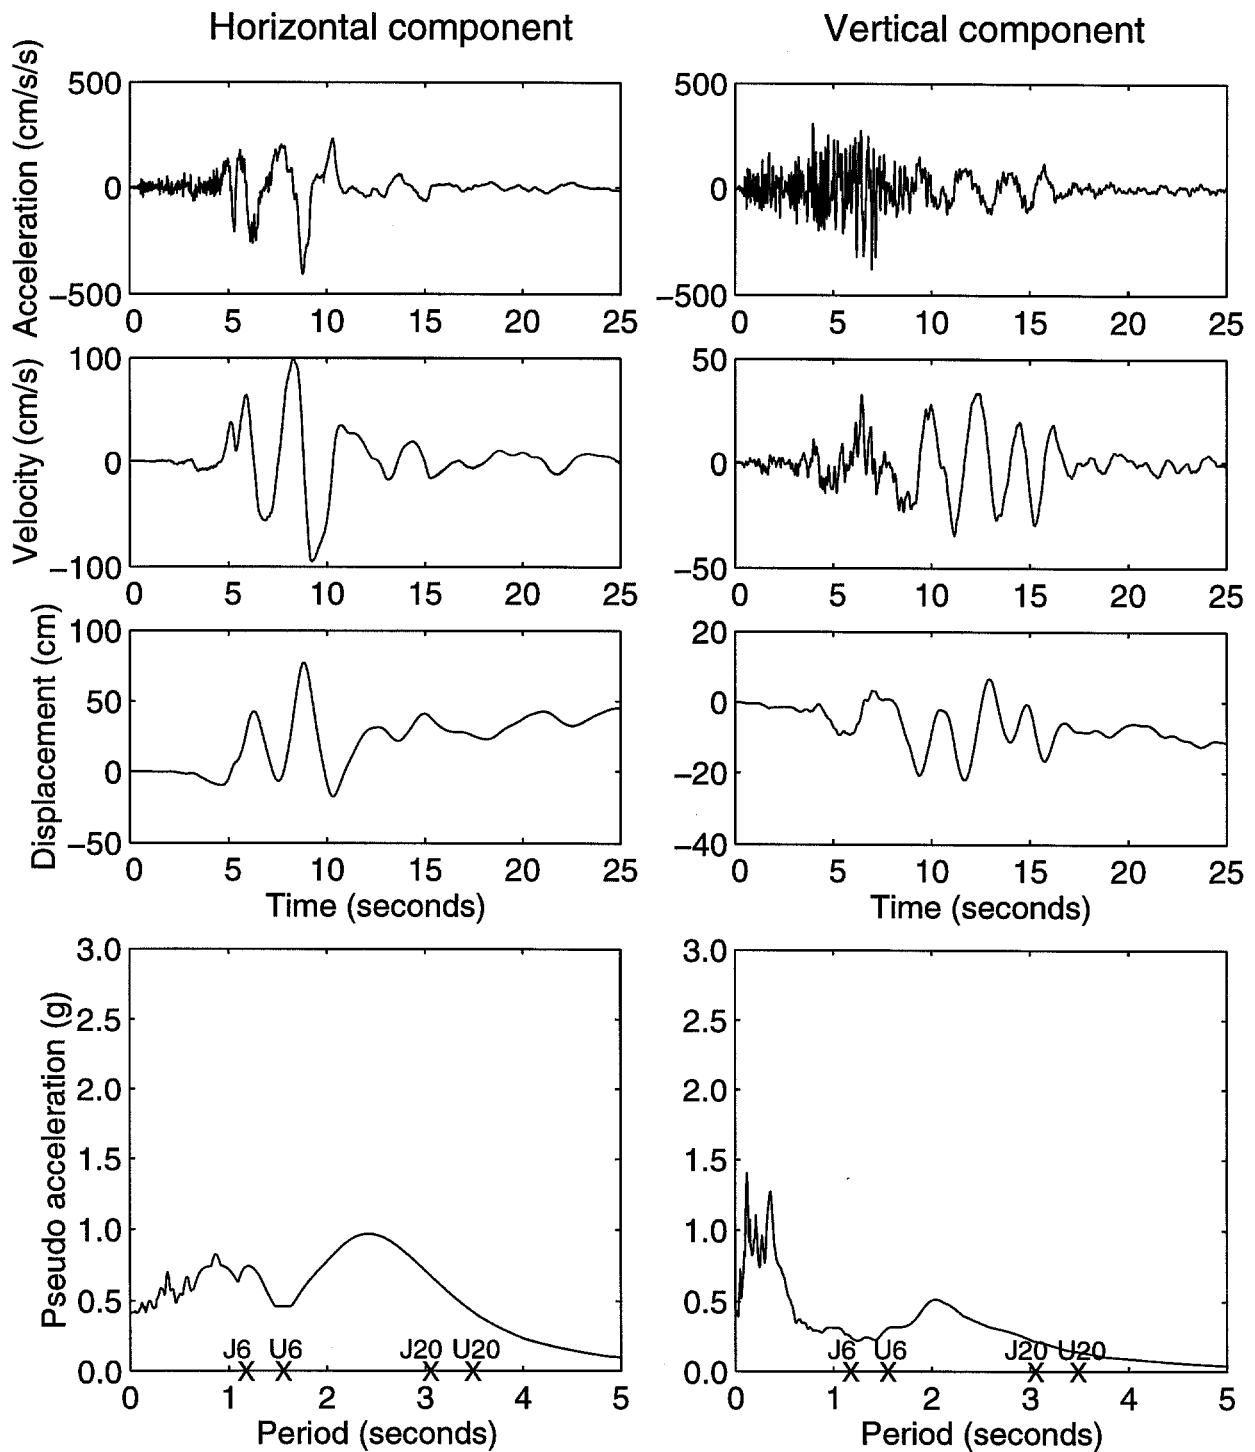 Horizontal component
Vertical component
Acceleration (cm/s/s)
500
0
−500
0 5 10 15 20 25
500
0
−500
0 5 10 15 20 25
Velocity (cm/s)
100
0
−100
0 5 10 15 20 25
50
0
−50
0 5 10 15 20 25
Displacement (cm)
100
50
0
−50
0 5 10 15 20 25
Time (seconds)
20
0
−20
−40
0 5 10 15 20 25
Time (seconds)
Pseudo acceleration (g)
3.0
2.5
2.0
1.5
1.0
0.5
0.0
J6 U6 J20 U20
0 1 2 3 4 5
Period (seconds)
3.0
2.5
2.0
1.5
1.0
0.5
0.0
J6 U6 J20 U20
0 1 2 3 4 5
Period (seconds)